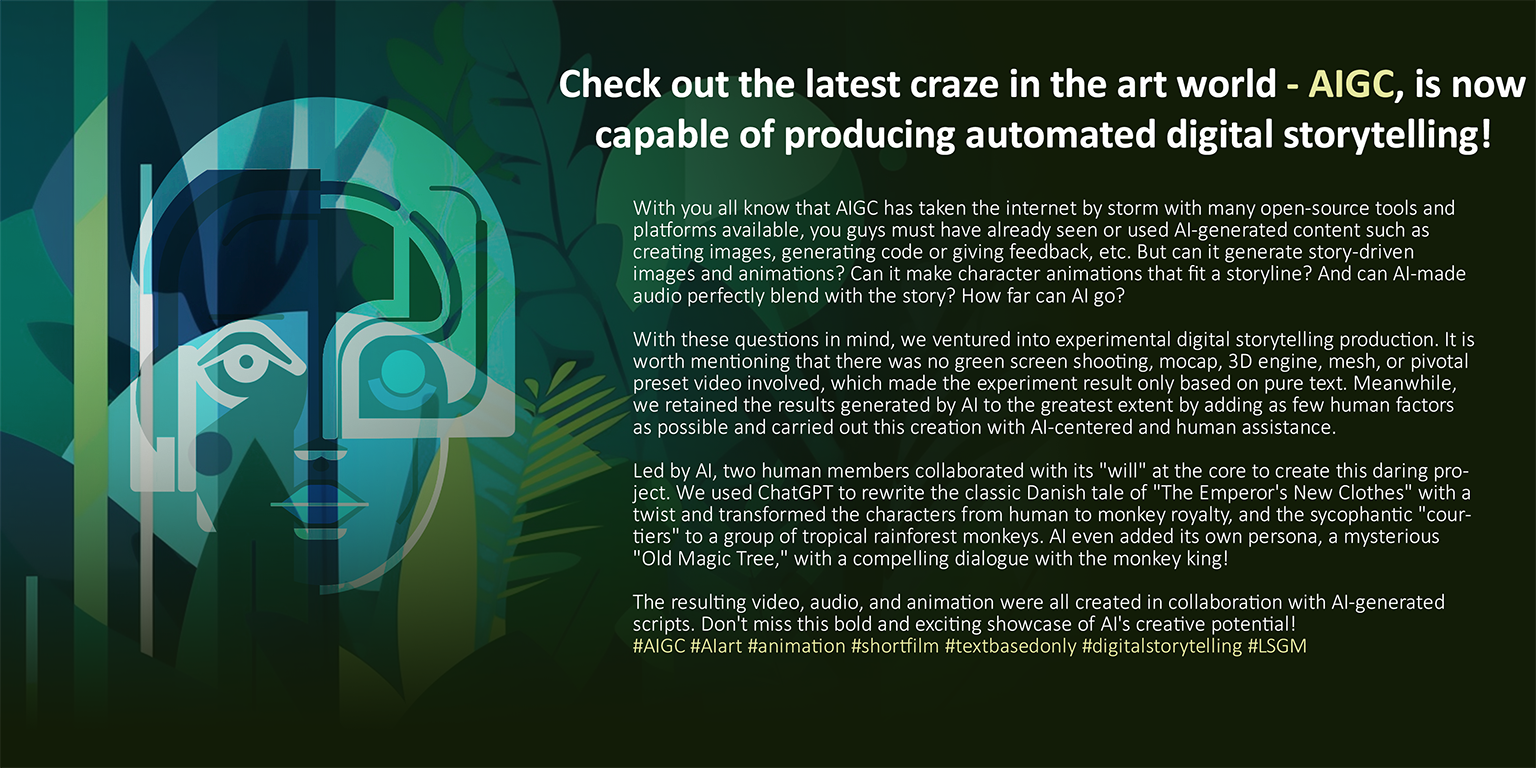 Check out the latest craze in the art world - AIGC, is now
capable of producing automated digital storytelling!
With you all know that AIGC has taken the internet by storm with many open-source tools and
platforms available, you guys must have already seen or used AI-generated content such as
creating images, generating code or giving feedback, etc. But can it generate story-driven
images and animations? Can it make character animations that fit a storyline? And can AI-made
audio perfectly blend with the story? How far can AI go?
With these questions in mind, we ventured into experimental digital storytelling production. It is
worth mentioning that there was no green screen shooting, mocap, 3D engine, mesh, or pivotal
preset video involved, which made the experiment result only based on pure text. Meanwhile,
we retained the results generated by AI to the greatest extent by adding as few human factors
as possible and carried out this creation with AI-centered and human assistance.
Led by AI, two human members collaborated with its "will" at the core to create this daring pro-
ject. We used ChatGPT to rewrite the classic Danish tale of "The Emperor's New Clothes" with a
twist and transformed the characters from human to monkey royalty, and the sycophantic "cour-
tiers" to a group of tropical rainforest monkeys. AI even added its own persona, a mysterious
"Old Magic Tree," with a compelling dialogue with the monkey king!
The resulting video, audio, and animation were all created in collaboration with AI-generated
scripts. Don't miss this bold and exciting showcase of AI's creative potential!
#AIGC #AIart #animation #shortfilm #textbasedonly #digitalstorytelling #LSGM